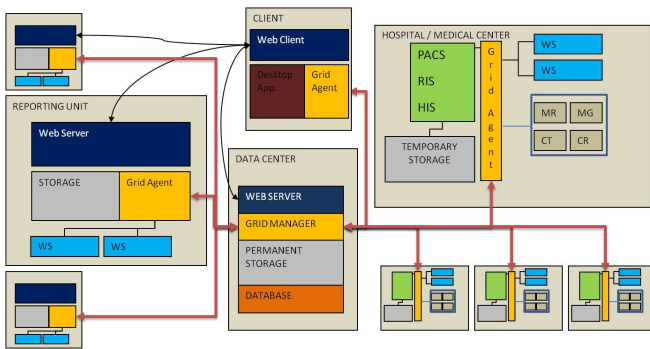 CLIENT
Web Client
Desktop
App.
Grid
Agent
HOSPITAL / MEDICAL CENTER
PACS
RIS
HIS
G
r
i
d
A
g
e
n
t
WS
WS
MR
MG
CT
CR
TEMPORARY
STORAGE
REPORTING UNIT
Web Server
STORAGE
Grid Agent
WS
WS
DATA CENTER
WEB SERVER
GRID MANAGER
PERMANENT
STORAGE
DATABASE